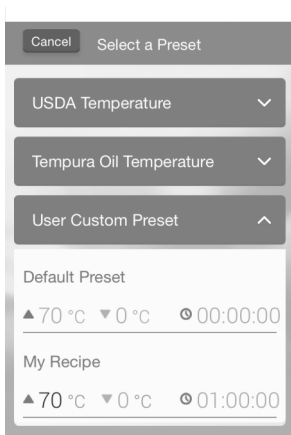 Cancel Select a Preset
USDA Temperature
Tempura Oil Temperature
User Custom Preset
Default Preset
▲70 °C ▼0 °C 00:00:00
My Recipe
▲70 °C ▼0 °C 01:00:00